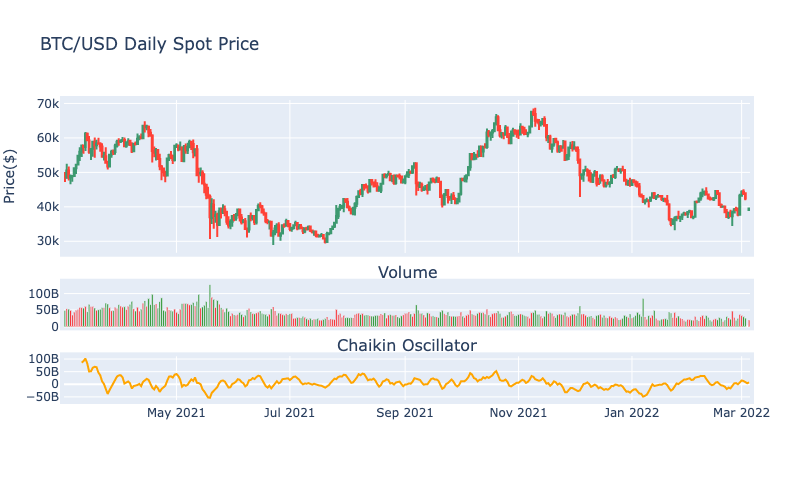 BTC/USD Daily Spot Price
Price($)
70k
60k
50k
40k
30k
Volume
100B
50B
0
Chaikin Oscillator
100B
50B
0
−50B
May 2021
Jul 2021
Sep 2021
Nov 2021
Jan 2022
Mar 2022